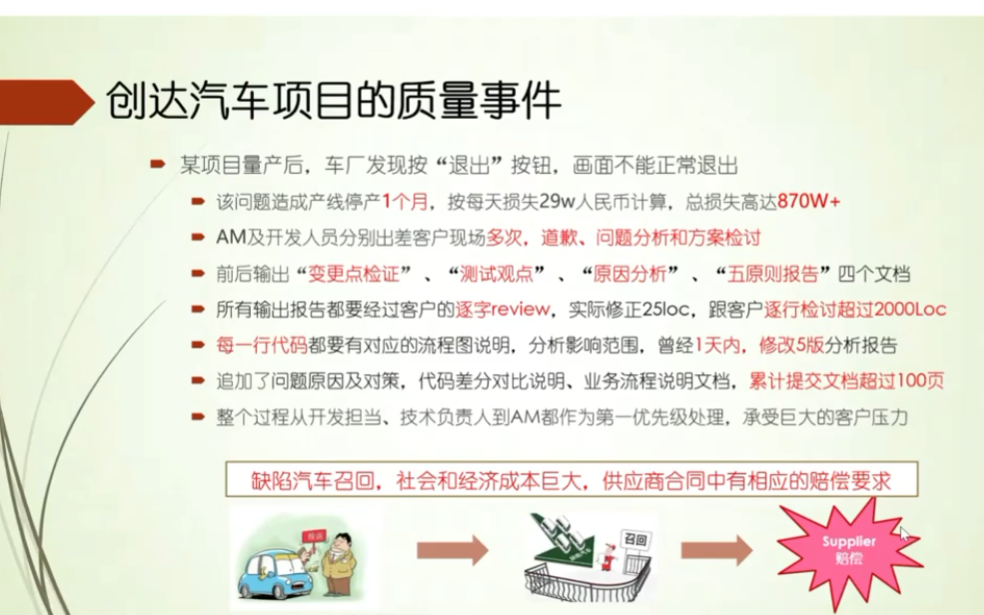 创达汽车项目的质量事件
某项目量产后，车厂发现按“退出”按钮，画面不能正常退出
该问题造成产线停产1个月，按每天损失29w人民币计算，总损失高达870W+
AM及开发人员分别出差客户现场多次，道歉、问题分析和方案检讨
前后输出“变更点检证”、“测试观点”、“原因分析”、“五原则报告”四个文档
所有输出报告都要经过客户的逐字review，实际修正25loc，跟客户逐行检讨超过2000Loc
每一行代码都要有对应的流程图说明，分析影响范围，曾经1天内，修改5版分析报告
追加了问题原因及对策，代码差分对比说明、业务流程说明文档，累计提交文档超过100页
整个过程从开发担当、技术负责人到AM都作为第一优先级处理，承受巨大的客户压力
缺陷汽车召回，社会和经济成本巨大，供应商合同中有相应的赔偿要求
召回
Supplier
赔偿